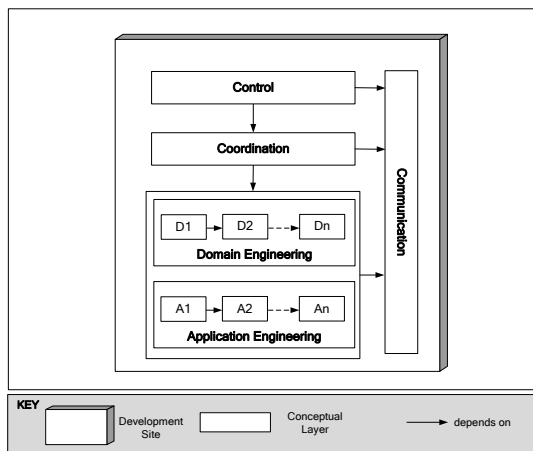 Control
Coordination
Communication
D1
D2
Dn
Domain Engineering
A1
A2
An
Application Engineering
KEY
Development
Site
Conceptual
Layer
depends on